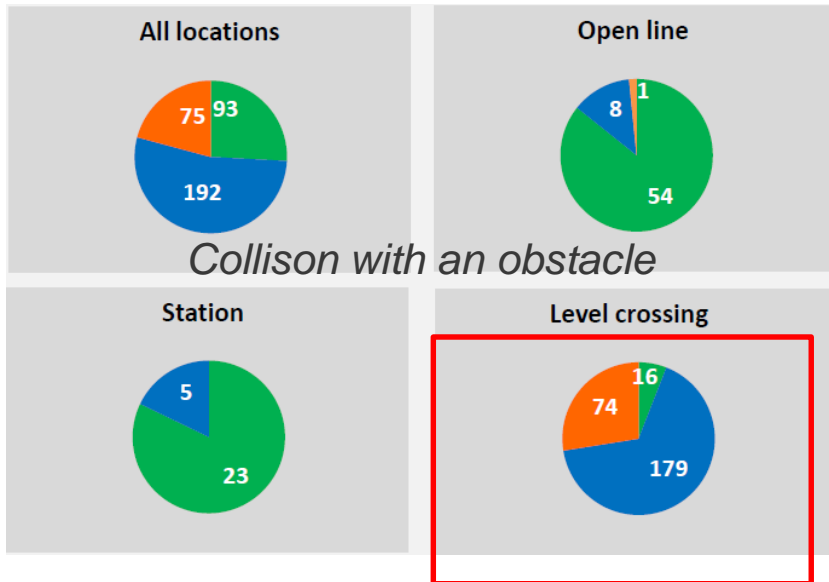 All locations
75 93
192
Open line
8 1
54
Collison with an obstacle
Station
5
23
Level crossing
16
74
179